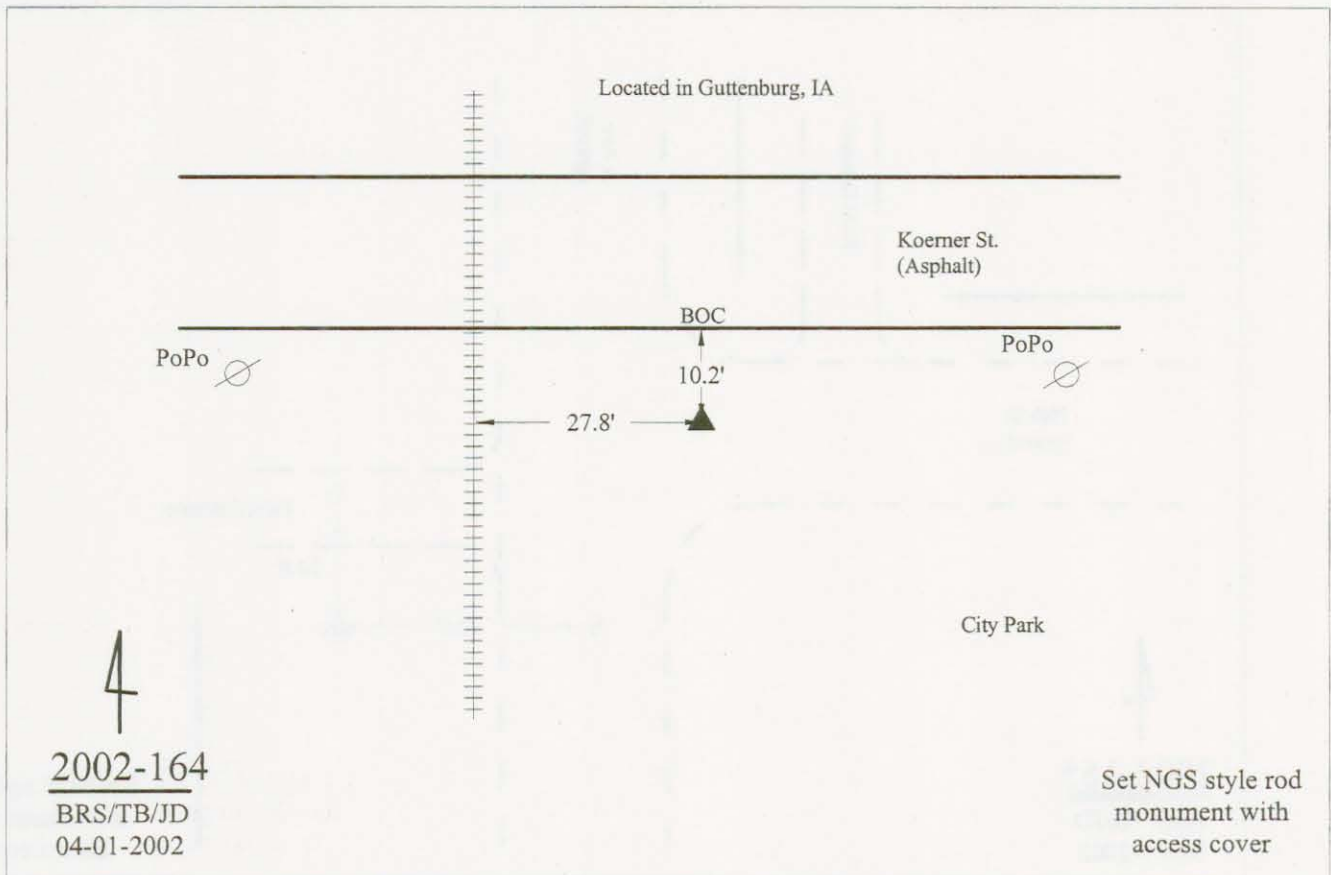 Located in Guttenburg, IA
Koerner St.
(Asphalt)
BOC
PoPo
PoPo
10.2'
27.8'
City Park
2002-164
BRS/TB/JD
04-01-2002
Set NGS style rod
monument with
access cover